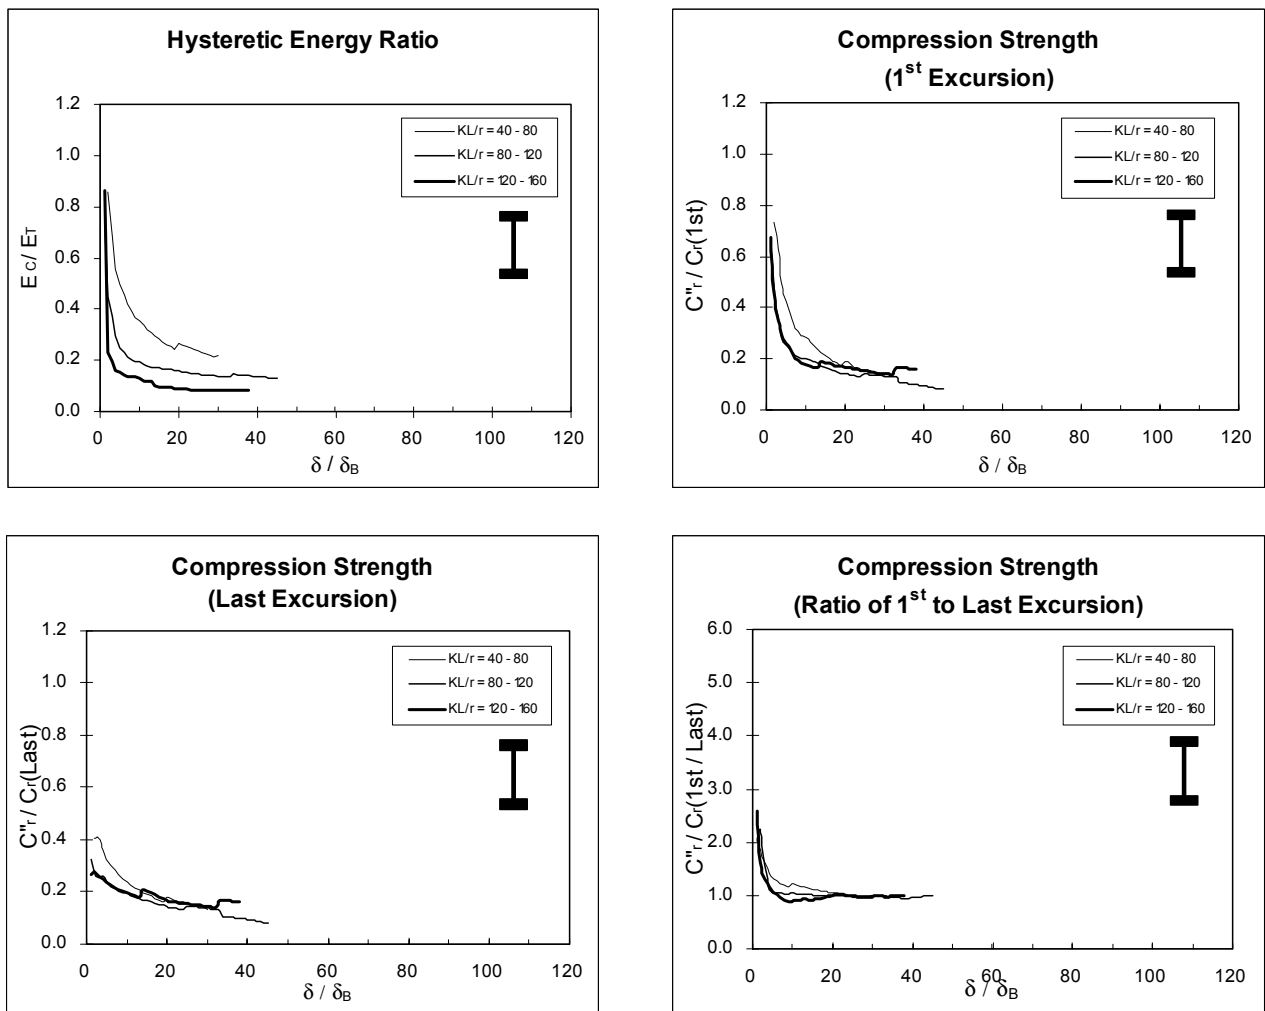 Hysteretic Energy Ratio
1.2
1.0
0.8
0.6
0.4
0.2
0.0
E C/ ET
KL/r = 40 - 80
KL/r = 80 - 120
KL/r = 120 - 160
0 20 40 60 80 100 120
δ / δB
Compression Strength
(1st Excursion)
1.2
1.0
0.8
0.6
0.4
0.2
0.0
C"r / Cr(1st)
KL/r = 40 - 80
KL/r = 80 - 120
KL/r = 120 - 160
0 20 40 60 80 100 120
δ / δB
Compression Strength
(Last Excursion)
1.2
1.0
0.8
0.6
0.4
0.2
0.0
C"r / Cr(Last)
KL/r = 40 - 80
KL/r = 80 - 120
KL/r = 120 - 160
0 20 40 60 80 100 120
δ / δB
Compression Strength
(Ratio of 1st to Last Excursion)
6.0
5.0
4.0
3.0
2.0
1.0
0.0
C"r / Cr(1st / Last)
KL/r = 40 - 80
KL/r = 80 - 120
KL/r = 120 - 160
0 20 40 60 80 100 120
δ / δB